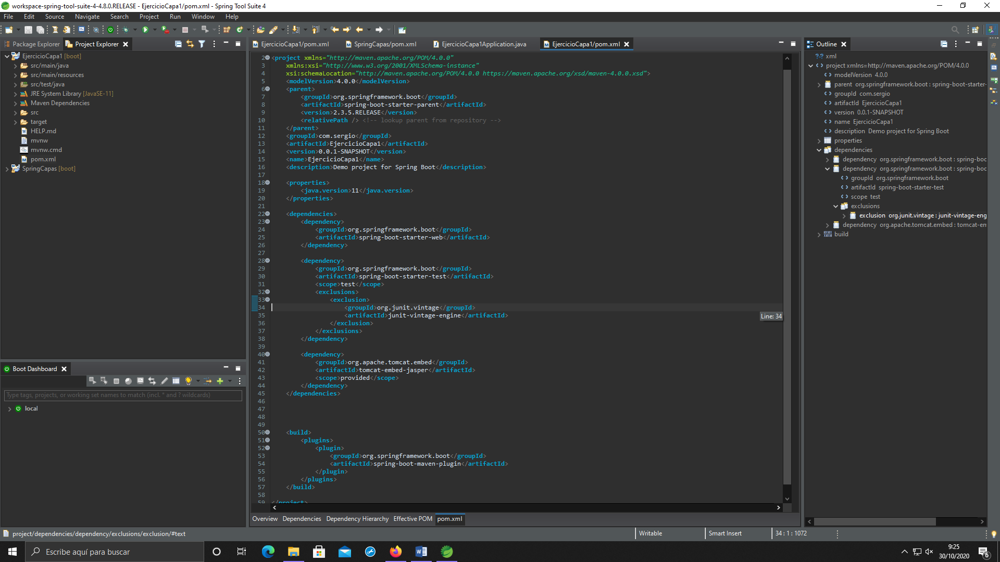 workspace-spring-tool-suite-4-4.8.0.RELEASE - EjercicioCapa1/pom.xml - Spring Tool Suite 4
File Edit Source Navigate Search Project Run Window Help
Package Explorer
Project Explorer
EjercicioCapa1 [boot]
src/main/java
src/main/resources
src/test/java
JRE System Library [JavaSE-11]
Maven Dependencies
src
target
HELP.md
mvnw
mvnw.cmd
pom.xml
SpringCapas [boot]
Boot Dashboard
Type tags, projects, or working set names to match (incl. * and ? wildcards)
local
EjercicioCapa1/pom.xml
SpringCapas/pom.xml
EjercicioCapa1Application.java
EjercicioCapa1/pom.xml
2 <project xmlns="http://maven.apache.org/POM/4.0.0"
3 xmlns:xsi="http://www.w3.org/2001/XMLSchema-instance"
4 xsi:schemaLocation="http://maven.apache.org/POM/4.0.0 https://maven.apache.org/xsd/maven-4.0.0.xsd">
5 <modelVersion>4.0.0</modelVersion>
6 <parent>
7 <groupId>org.springframework.boot</groupId>
8 <artifactId>spring-boot-starter-parent</artifactId>
9 <version>2.3.5.RELEASE</version>
10 <relativePath /> <!-- lookup parent from repository -->
11 </parent>
12 <groupId>com.sergio</groupId>
13 <artifactId>EjercicioCapa1</artifactId>
14 <version>0.0.1-SNAPSHOT</version>
15 <name>EjercicioCapa1</name>
16 <description>Demo project for Spring Boot</description>
17
18 <properties>
19 <java.version>11</java.version>
20 </properties>
21
22 <dependencies>
23 <dependency>
24 <groupId>org.springframework.boot</groupId>
25 <artifactId>spring-boot-starter-web</artifactId>
26 </dependency>
27
28 <dependency>
29 <groupId>org.springframework.boot</groupId>
30 <artifactId>spring-boot-starter-test</artifactId>
31 <scope>test</scope>
32 <exclusions>
33 <exclusion>
34 <groupId>org.junit.vintage</groupId>
35 <artifactId>junit-vintage-engine</artifactId>
36 </exclusion>
37 </exclusions>
38 </dependency>
39
40 <dependency>
41 <groupId>org.apache.tomcat.embed</groupId>
42 <artifactId>tomcat-embed-jasper</artifactId>
43 <scope>provided</scope>
44 </dependency>
45 </dependencies>
46
47
48
49
50 <build>
51 <plugins>
52 <plugin>
53 <groupId>org.springframework.boot</groupId>
54 <artifactId>spring-boot-maven-plugin</artifactId>
55 </plugin>
56 </plugins>
57 </build>
58
59 </project>
Line: 34
Overview Dependencies Dependency Hierarchy Effective POM pom.xml
Outline
xml
project xmlns=http://maven.apache.org/POM/4.0.0
modelVersion 4.0.0
parent org.springframework.boot : spring-boot-starter-
groupId com.sergio
artifactId EjercicioCapa1
version 0.0.1-SNAPSHOT
name EjercicioCapa1
description Demo project for Spring Boot
properties
dependencies
dependency org.springframework.boot : spring-boo
dependency org.springframework.boot : spring-boo
groupId org.springframework.boot
artifactId spring-boot-starter-test
scope test
exclusions
exclusion org.junit.vintage : junit-vintage-eng
dependency org.apache.tomcat.embed : tomcat-em
build
project/dependencies/dependency/exclusions/exclusion/#text
Writable
Smart Insert
34 : 1 : 1072
Escribe aquí para buscar
9:25
30/10/2020
6